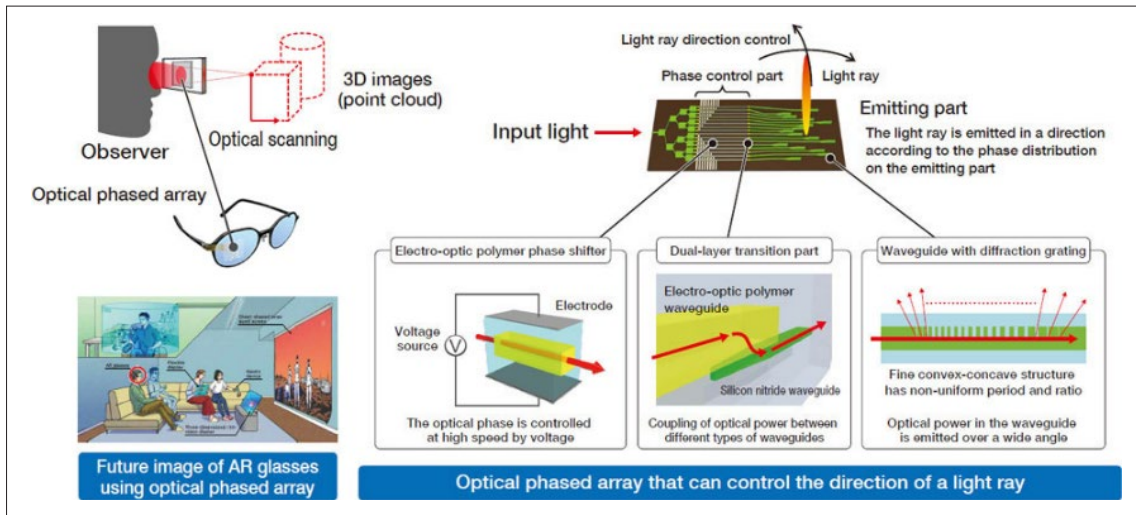 Observer
3D images
(point cloud)
Optical scanning
Optical phased array
AR glasses
Future image of AR glasses
using optical phased array
Light ray direction control
Phase control part
Light ray
Input light
Emitting part
The light ray is emitted in a direction
according to the phase distribution
on the emitting part
Electro-optic polymer phase shifter
Electrode
Voltage
source
V
The optical phase is controlled
at high speed by voltage
Dual-layer transition part
Electro-optic polymer
waveguide
Silicon nitride waveguide
Coupling of optical power between
different types of waveguides
Waveguide with diffraction grating
Fine convex-concave structure
has non-uniform period and ratio
Optical power in the waveguide
is emitted over a wide angle
Optical phased array that can control the direction of a light ray